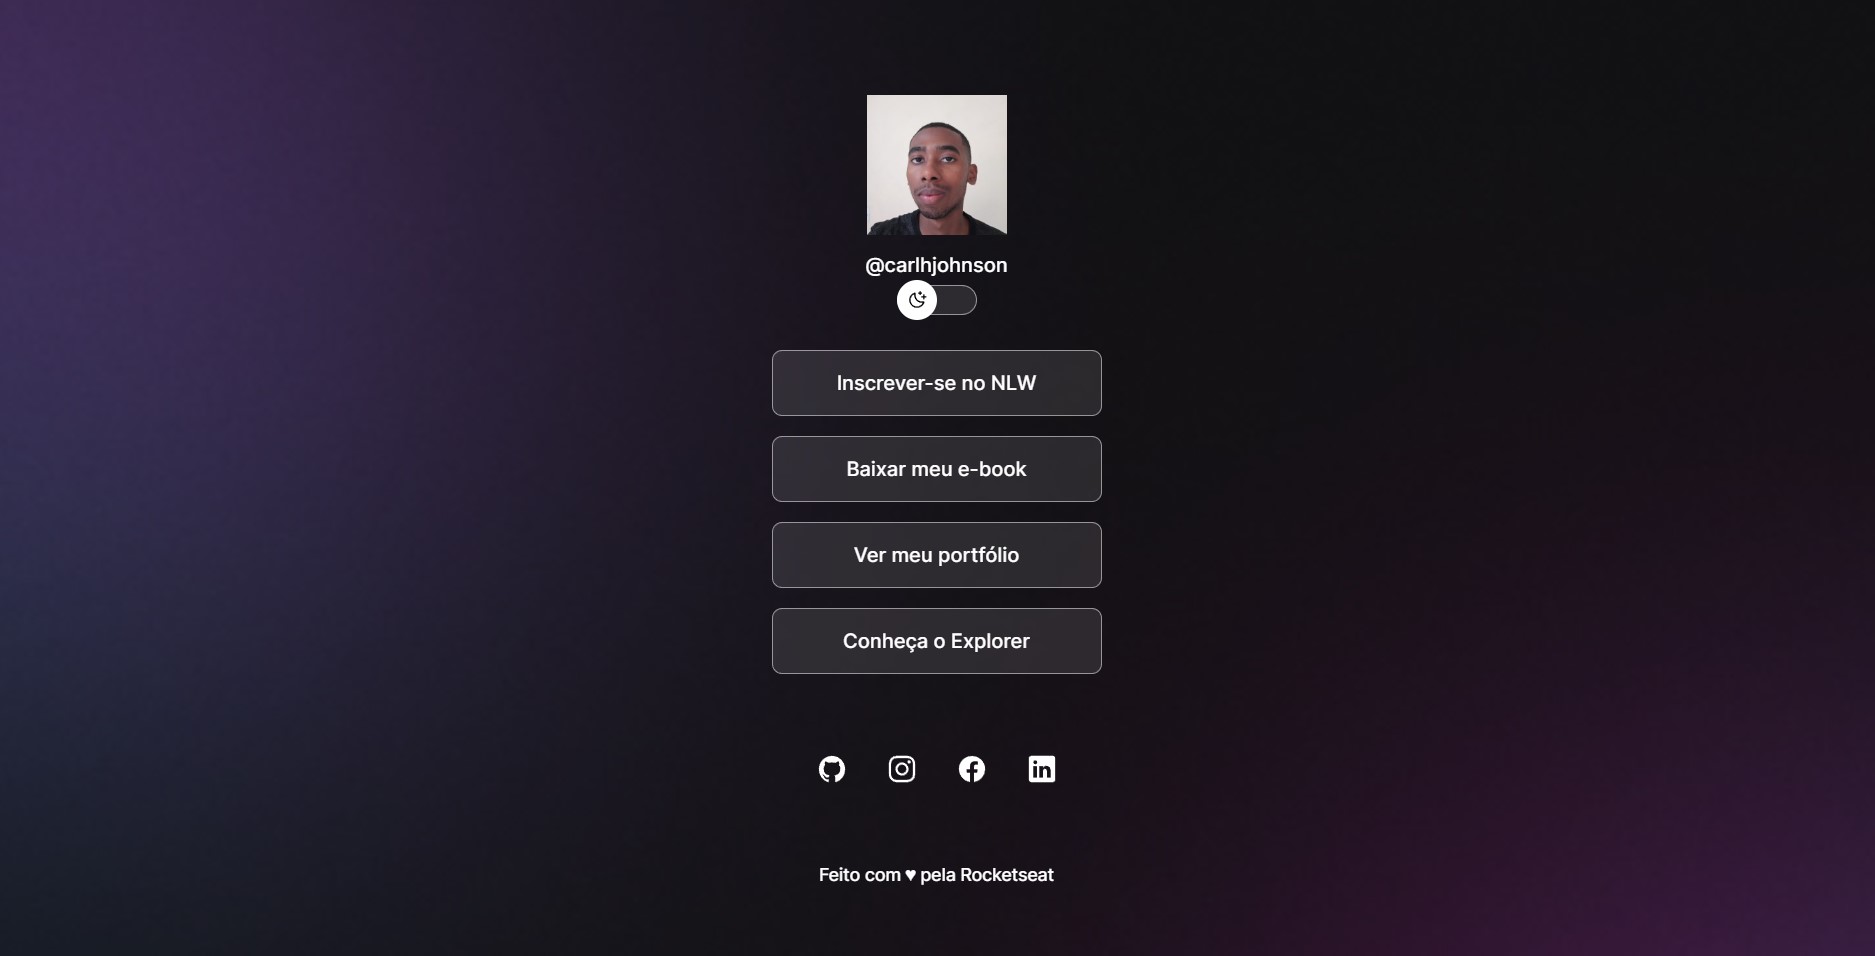 @carlhjohnson
Inscrever-se no NLW
Baixar meu e-book
Ver meu portfólio
Conheça o Explorer
Feito com ♥ pela Rocketseat